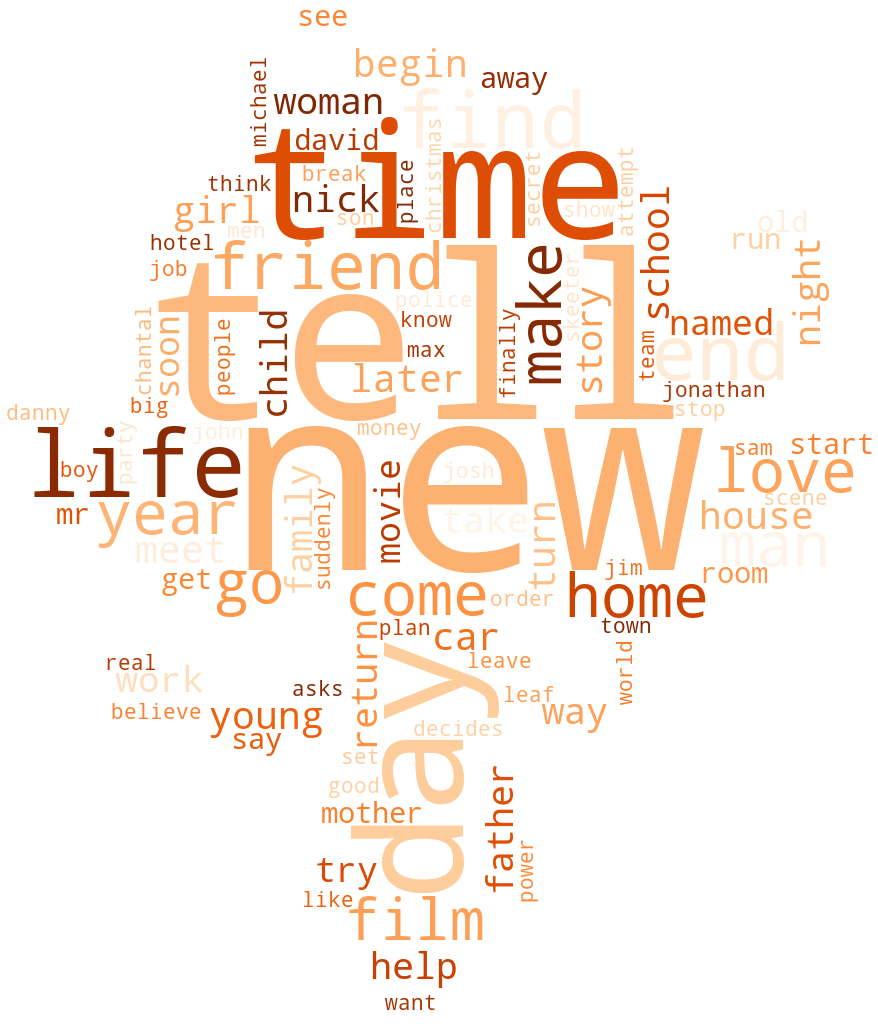 see
begin
away
michael
woman
find
time
david
christmas
think
break
place
secret
attempt
nick
girl
son
show
men
old
hotel
run
job
friend
school
night
make
skeeter
police
tell
chantal
soon
people
child
know
finally
story
team
named
end
max
later
jonathan
big
danny
stop
party
john
money
new
life
boy
josh
sam
start
love
scene
mr
year
family
suddenly
movie
take
turn
house
man
meet
get
go
come
order
jim
room
home
return
plan
car
town
real
work
asks
leave
leaf
world
believe
young
say
day
decides
way
set
good
mother
father
try
power
like
film
help
want